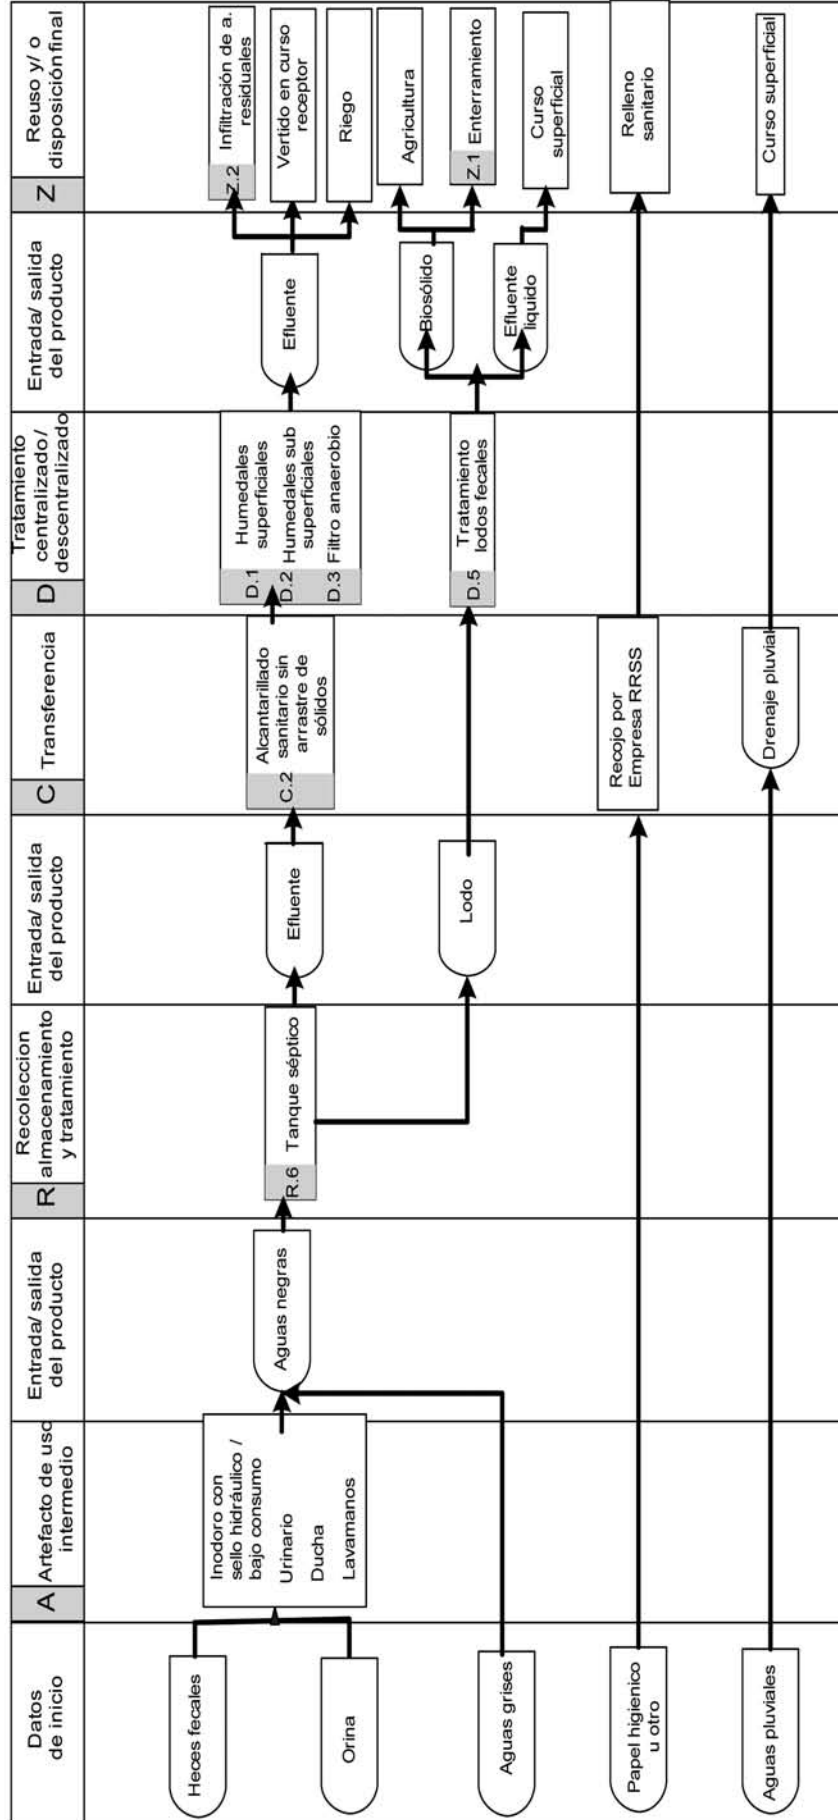 Datos
de inicio
A
Artefacto de uso
intermedio
Entrada/ salida
del producto
R
Recoleccion
almacenamiento
y tratamiento
Entrada/ salida
del producto
C
Transferencia
D
Tratamiento
centralizado/
descentralizado
Entrada/ salida
del producto
Z
Reuso y/ o
disposición final
Heces fecales
Orina
Inodoro con
sello hidráulico /
bajo consumo
Urinario
Ducha
Lavamanos
Aguas negras
R.6 Tanque séptico
Efluente
C.2
Alcantarillado
sanitario sin
arrastre de
sólidos
D.1 Humedales
superficiales
D.2 Humedales sub
superficiales
D.3 Filtro anaerobio
Efluente
Z.2 Infiltración de a.
residuales
Vertido en curso
receptor
Riego
Aguas grises
Lodo
D.5 Tratamiento
lodos fecales
Biosólido
Efluente
liquido
Agricultura
Z.1 Enterramiento
Curso
superficial
Papel higienico
u otro
Recojo por
Empresa RRSS
Relleno
sanitario
Aguas pluviales
Drenaje pluvial
Curso superficial